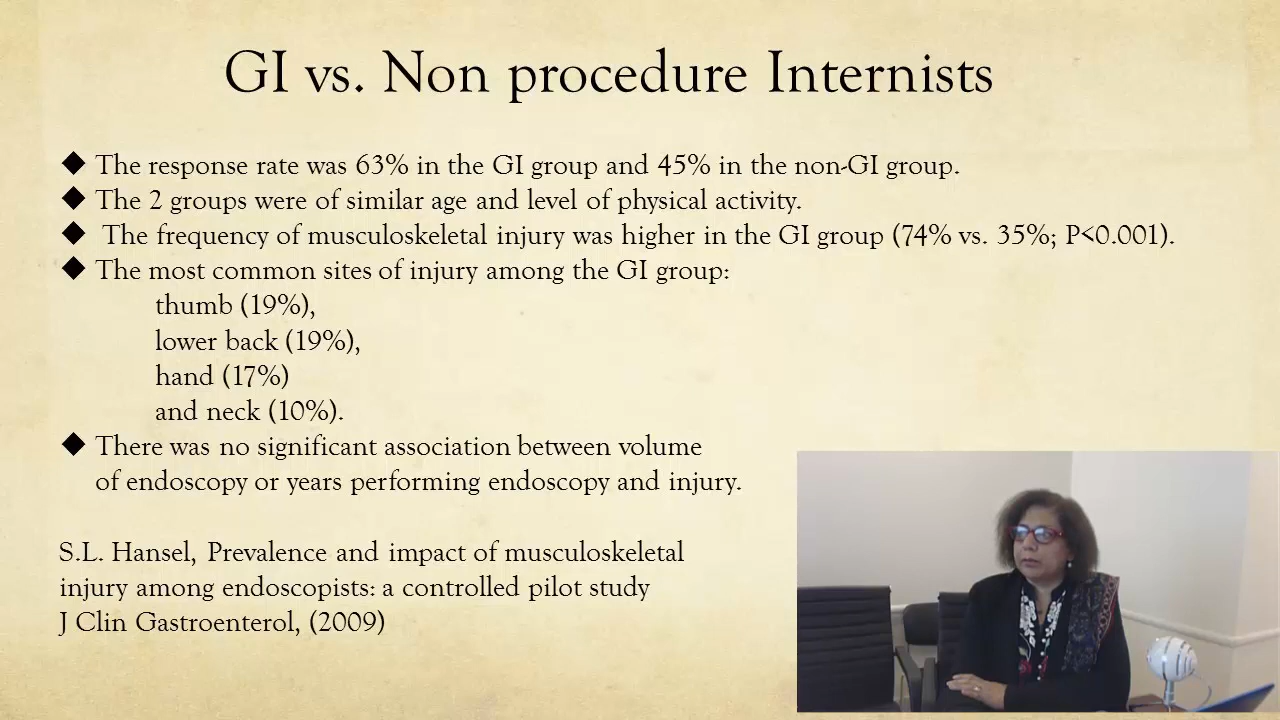 GI vs. Non procedure Internists
◆ The response rate was 63% in the GI group and 45% in the non-GI group.
◆ The 2 groups were of similar age and level of physical activity.
◆ The frequency of musculoskeletal injury was higher in the GI group (74% vs. 35%; P<0.001).
◆ The most common sites of injury among the GI group:
thumb (19%),
lower back (19%),
hand (17%)
and neck (10%).
◆ There was no significant association between volume
of endoscopy or years performing endoscopy and injury.
S.L. Hansel, Prevalence and impact of musculoskeletal
injury among endoscopists: a controlled pilot study
J Clin Gastroenterol, (2009)